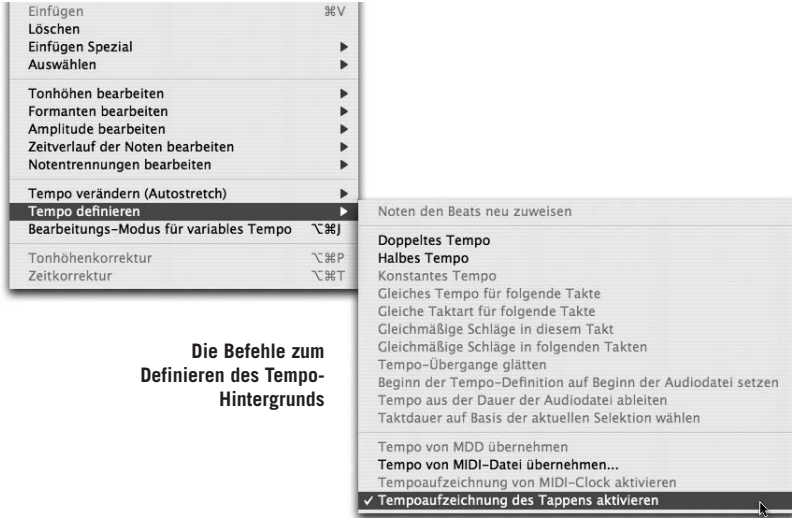 Einfügen ⌘V
Löschen
Einfügen Spezial
Auswählen
Tonhöhen bearbeiten
Formanten bearbeiten
Amplitude bearbeiten
Zeitverlauf der Noten bearbeiten
Notentrennungen bearbeiten
Tempo verändern (Autostretch)
Tempo definieren
Bearbeitungs-Modus für variables Tempo ⌥⌘J
Tonhöhenkorrektur ⌥⌘P
Zeitkorrektur ⌥⌘T
Noten den Beats neu zuweisen
Doppeltes Tempo
Halbes Tempo
Konstantes Tempo
Gleiches Tempo für folgende Takte
Gleiche Taktart für folgende Takte
Gleichmäßige Schläge in diesem Takt
Gleichmäßige Schläge in folgenden Takten
Tempo-Übergange glätten
Beginn der Tempo-Definition auf Beginn der Audiodatei setzen
Tempo aus der Dauer der Audiodatei ableiten
Taktdauer auf Basis der aktuellen Selektion wählen
Tempo von MDD übernehmen
Tempo von MIDI-Datei übernehmen...
Tempoaufzeichnung von MIDI-Clock aktivieren
✓ Tempoaufzeichnung des Tappens aktivieren
Die Befehle zum
Definieren des Tempo-
Hintergrunds